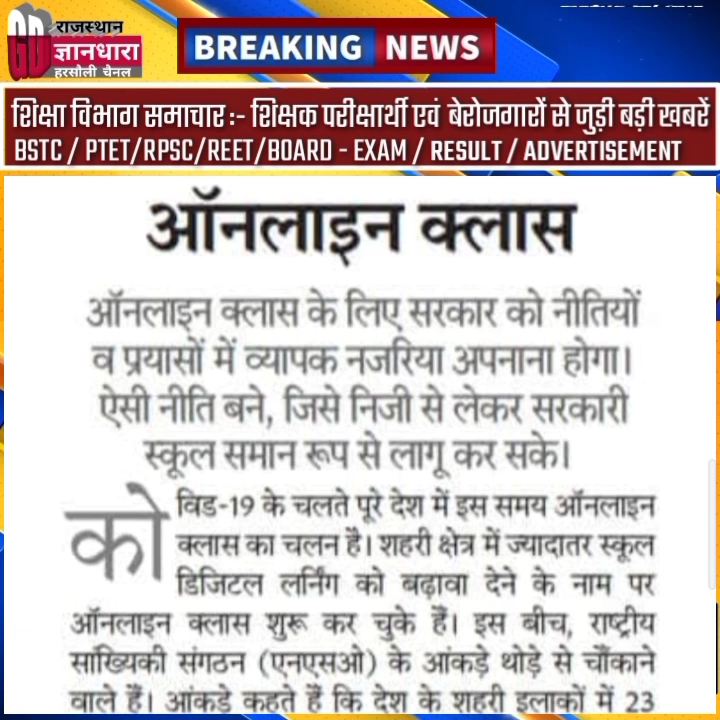 GD
राजस्थान
ज्ञानधारा
हरसौली चैनल
BREAKING NEWS
शिक्षा विभाग समाचार :- शिक्षक परीक्षार्थी एवं बेरोजगारों से जुड़ी बड़ी खबरें
BSTC / PTET/RPSC/REET/BOARD - EXAM / RESULT / ADVERTISEMENT
ऑनलाइन क्लास
ऑनलाइन क्लास के लिए सरकार को नीतियों
व प्रयासों में व्यापक नजरिया अपनाना होगा।
ऐसी नीति बने, जिसे निजी से लेकर सरकारी
स्कूल समान रूप से लागू कर सके।
कोविड-19 के चलते पूरे देश में इस समय ऑनलाइन
क्लास का चलन है। शहरी क्षेत्र में ज्यादातर स्कूल
डिजिटल लर्निंग को बढ़ावा देने के नाम पर
ऑनलाइन क्लास शुरू कर चुके हैं। इस बीच, राष्ट्रीय
सांख्यिकी संगठन (एनएसओ) के आंकड़े थोड़े से चौंकाने
वाले हैं। आंकड़े कहते हैं कि देश के शहरी इलाकों में 23